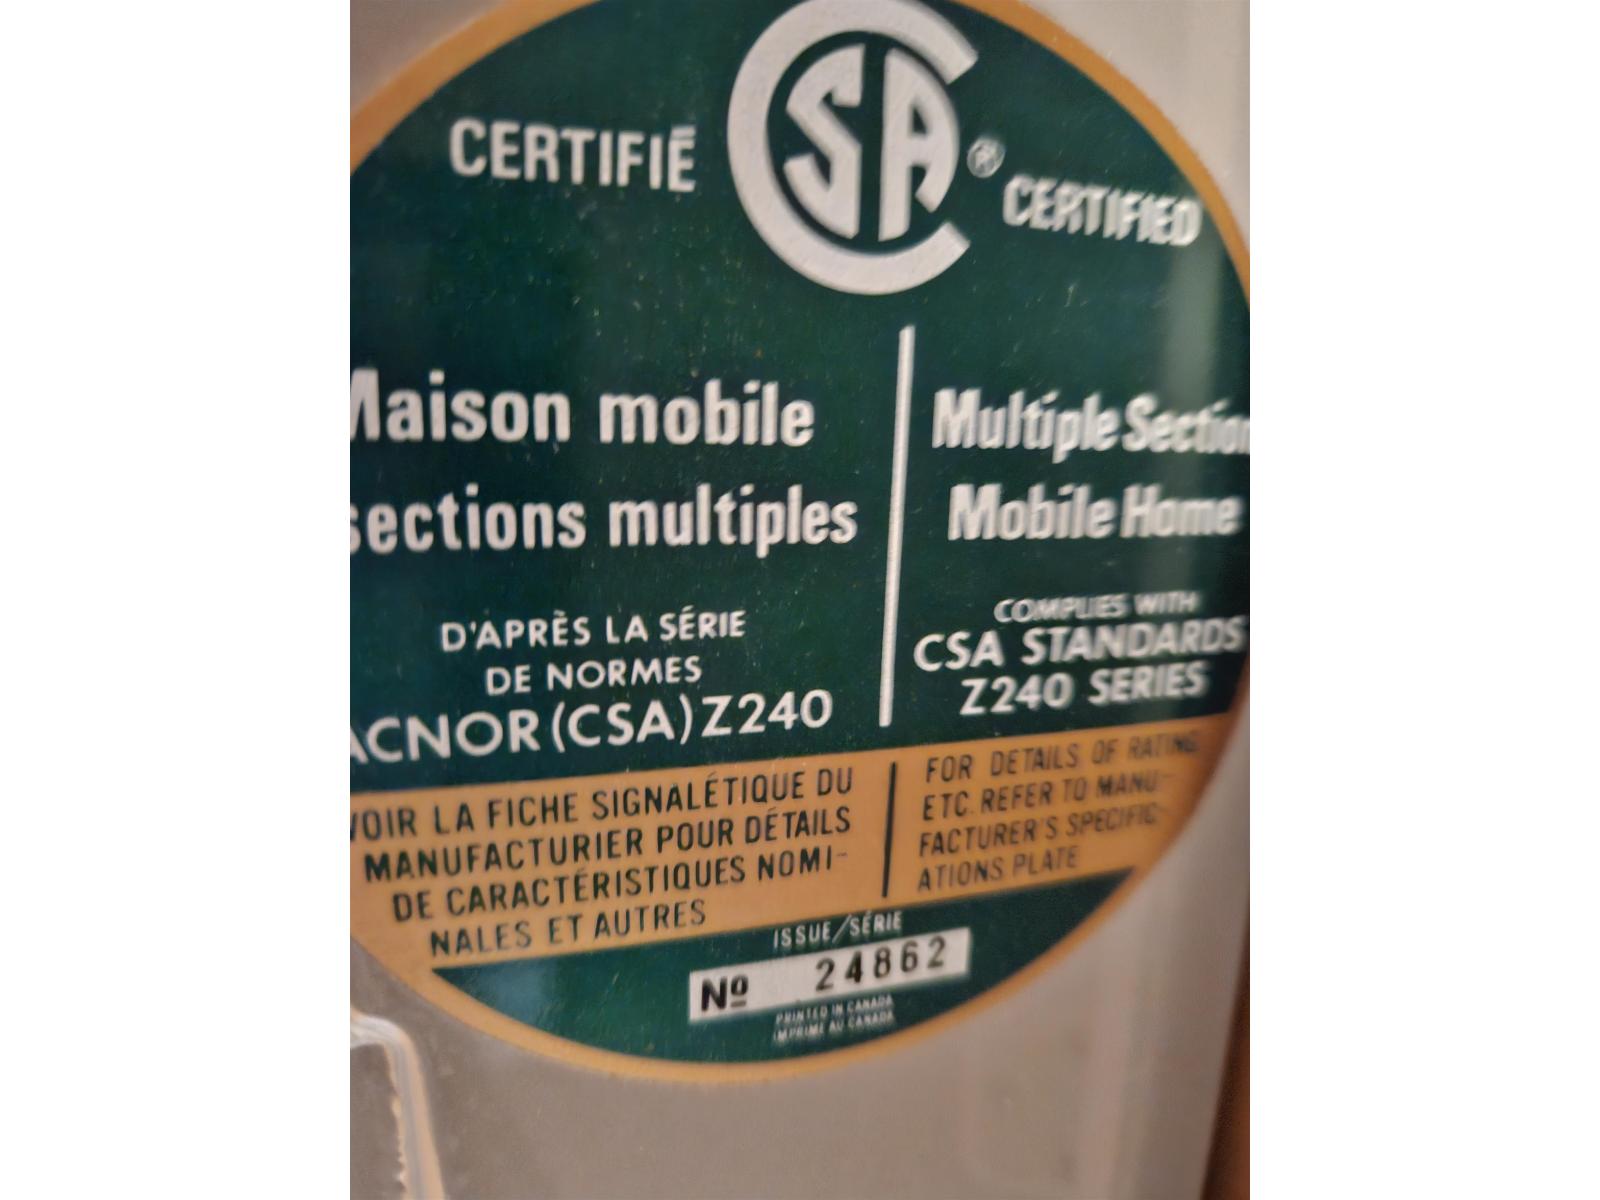 CSA ®
CERTIFIÉ
CERTIFIED
Maison mobile
sections multiples
D'APRÈS LA SÉRIE
DE NORMES
ACNOR (CSA) Z240
Multiple Section
Mobile Home
COMPLIES WITH
CSA STANDARDS
Z240 SERIES
VOIR LA FICHE SIGNALÉTIQUE DU
MANUFACTURIER POUR DÉTAILS
DE CARACTÉRISTIQUES NOMI-
NALES ET AUTRES
FOR DETAILS OF RATING
ETC. REFER TO MANU-
FACTURER'S SPECIFIC-
ATIONS PLATE
ISSUE/SÉRIE
Nº 24862
PRINTED IN CANADA
IMPRIMÉ AU CANADA